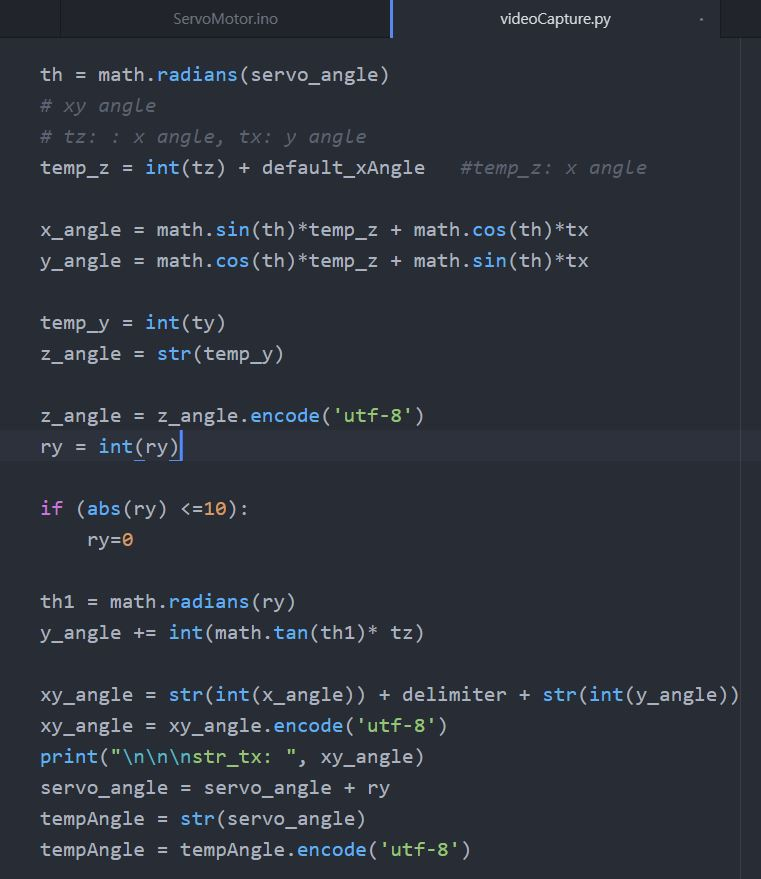 ServoMotor.ino
videoCapture.py
th = math.radians(servo_angle)
# xy angle
# tz: : x angle, tx: y angle
temp_z = int(tz) + default_xAngle   #temp_z: x angle
x_angle = math.sin(th)*temp_z + math.cos(th)*tx
y_angle = math.cos(th)*temp_z + math.sin(th)*tx
temp_y = int(ty)
z_angle = str(temp_y)
z_angle = z_angle.encode('utf-8')
ry = int(ry)
if (abs(ry) <=10):
    ry=0
th1 = math.radians(ry)
y_angle += int(math.tan(th1)* tz)
xy_angle = str(int(x_angle)) + delimiter + str(int(y_angle))
xy_angle = xy_angle.encode('utf-8')
print("\n\n\nstr_tx: ", xy_angle)
servo_angle = servo_angle + ry
tempAngle = str(servo_angle)
tempAngle = tempAngle.encode('utf-8')